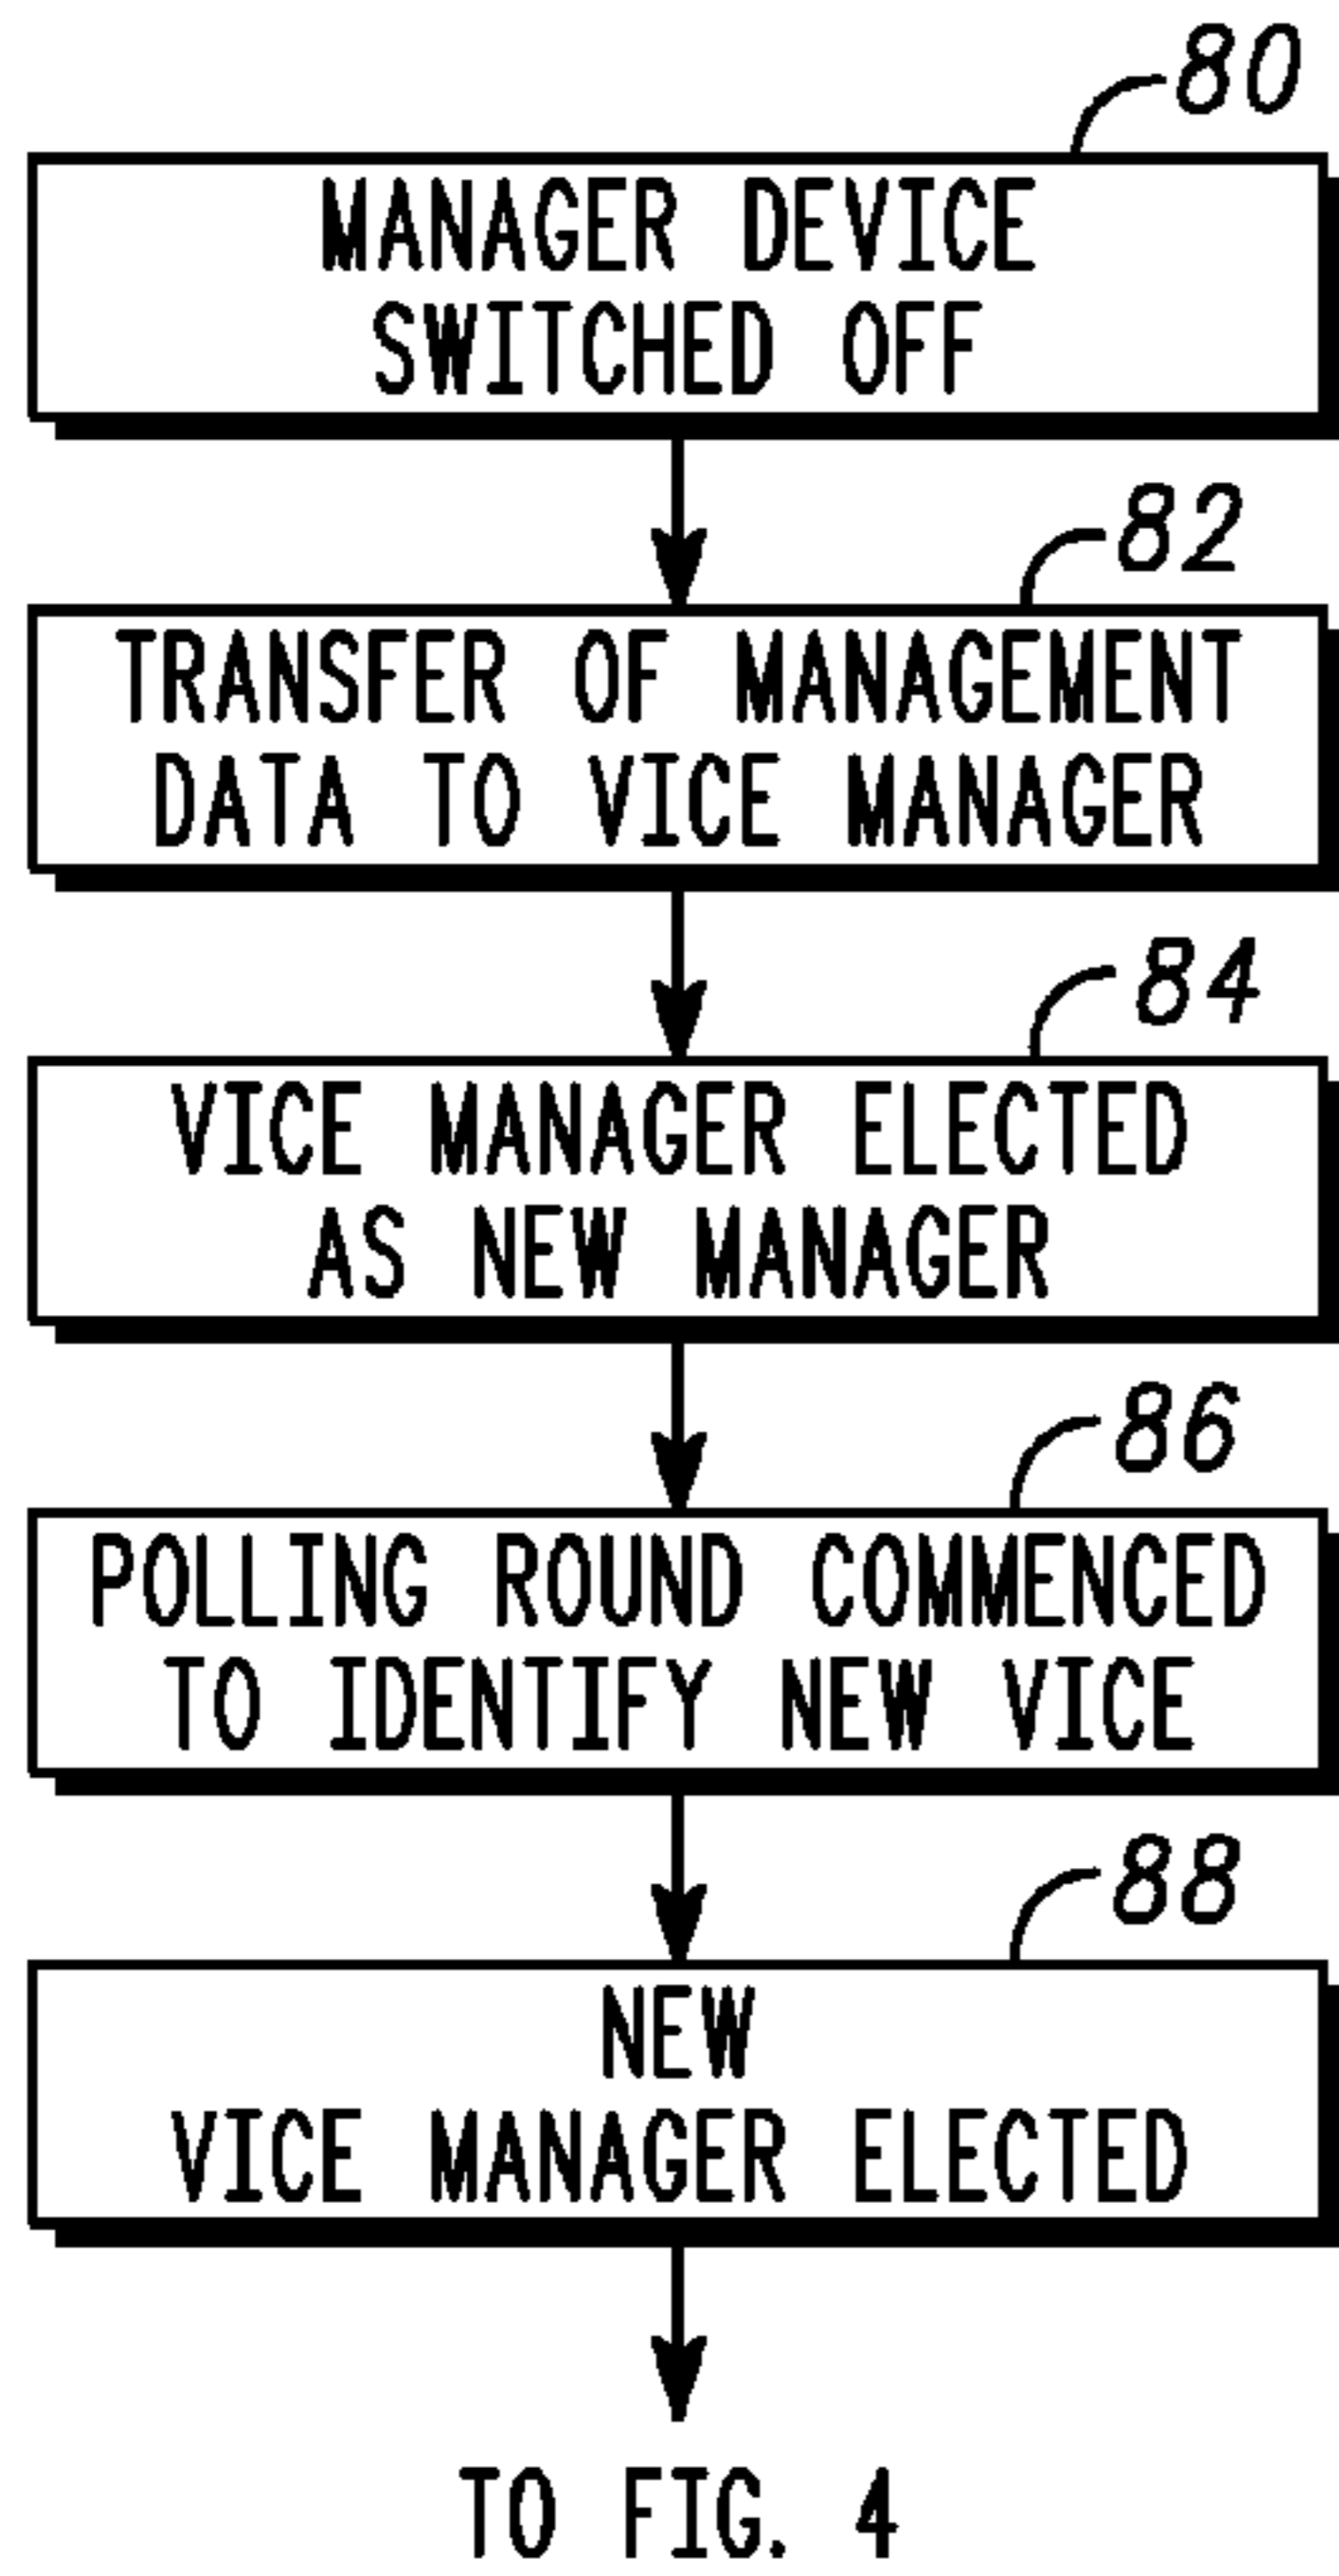 80
MANAGER DEVICE
SWITCHED OFF
82
TRANSFER OF MANAGEMENT
DATA TO VICE MANAGER
84
VICE MANAGER ELECTED
AS NEW MANAGER
86
POLLING ROUND COMMENCED
TO IDENTIFY NEW VICE
88
NEW
VICE MANAGER ELECTED
TO FIG. 4